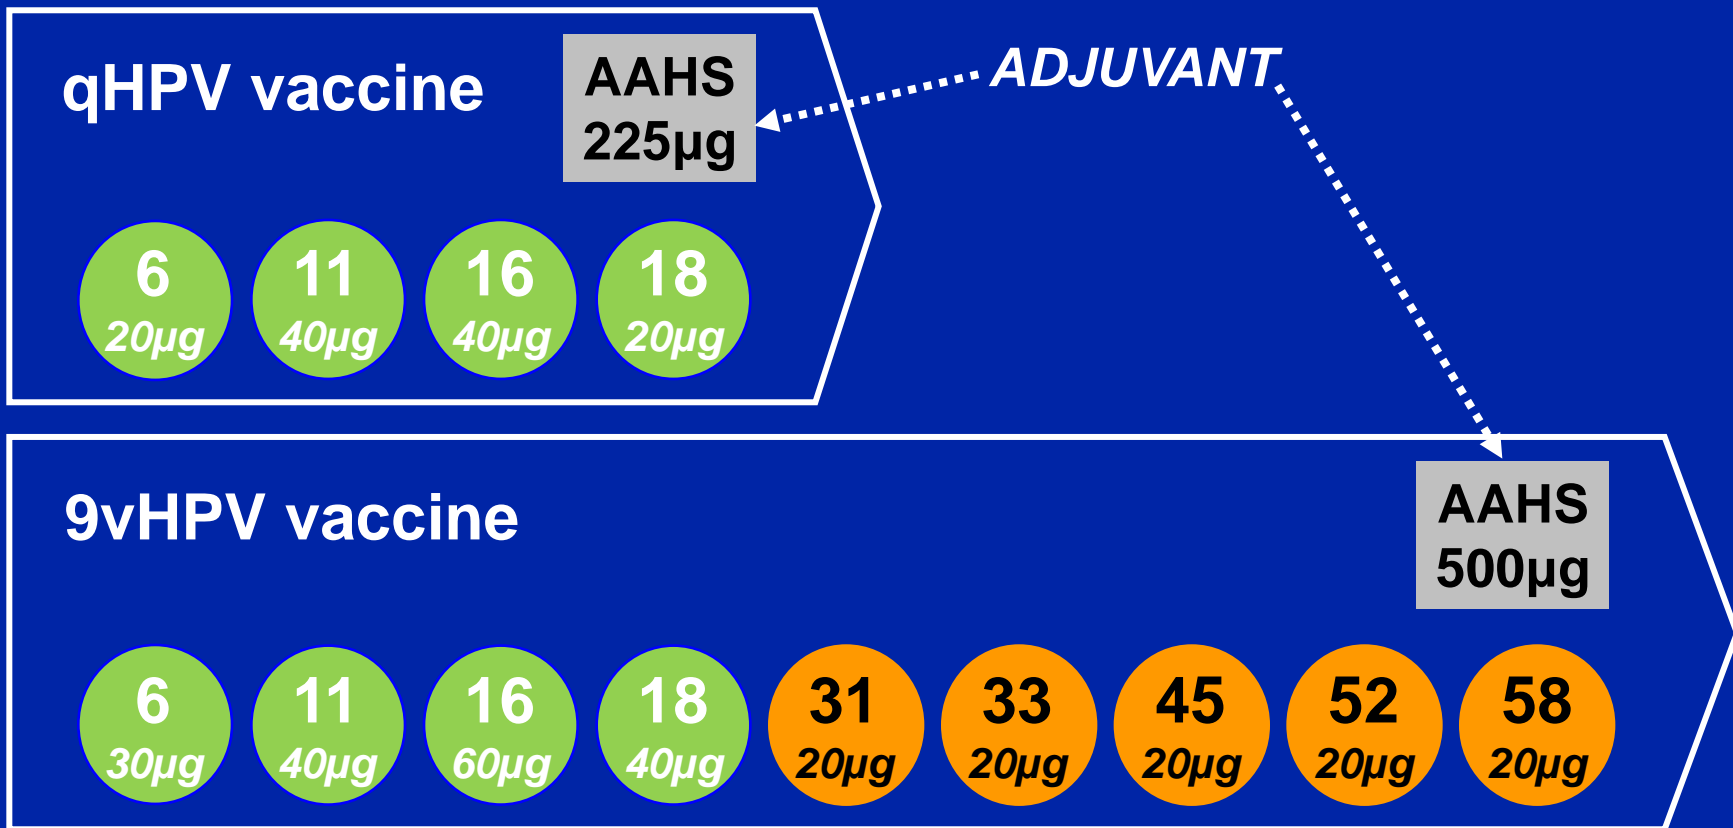 qHPV vaccine
AAHS
225µg
ADJUVANT
6
20µg
11
40µg
16
40µg
18
20µg
9vHPV vaccine
AAHS
500µg
6
30µg
11
40µg
16
60µg
18
40µg
31
20µg
33
20µg
45
20µg
52
20µg
58
20µg